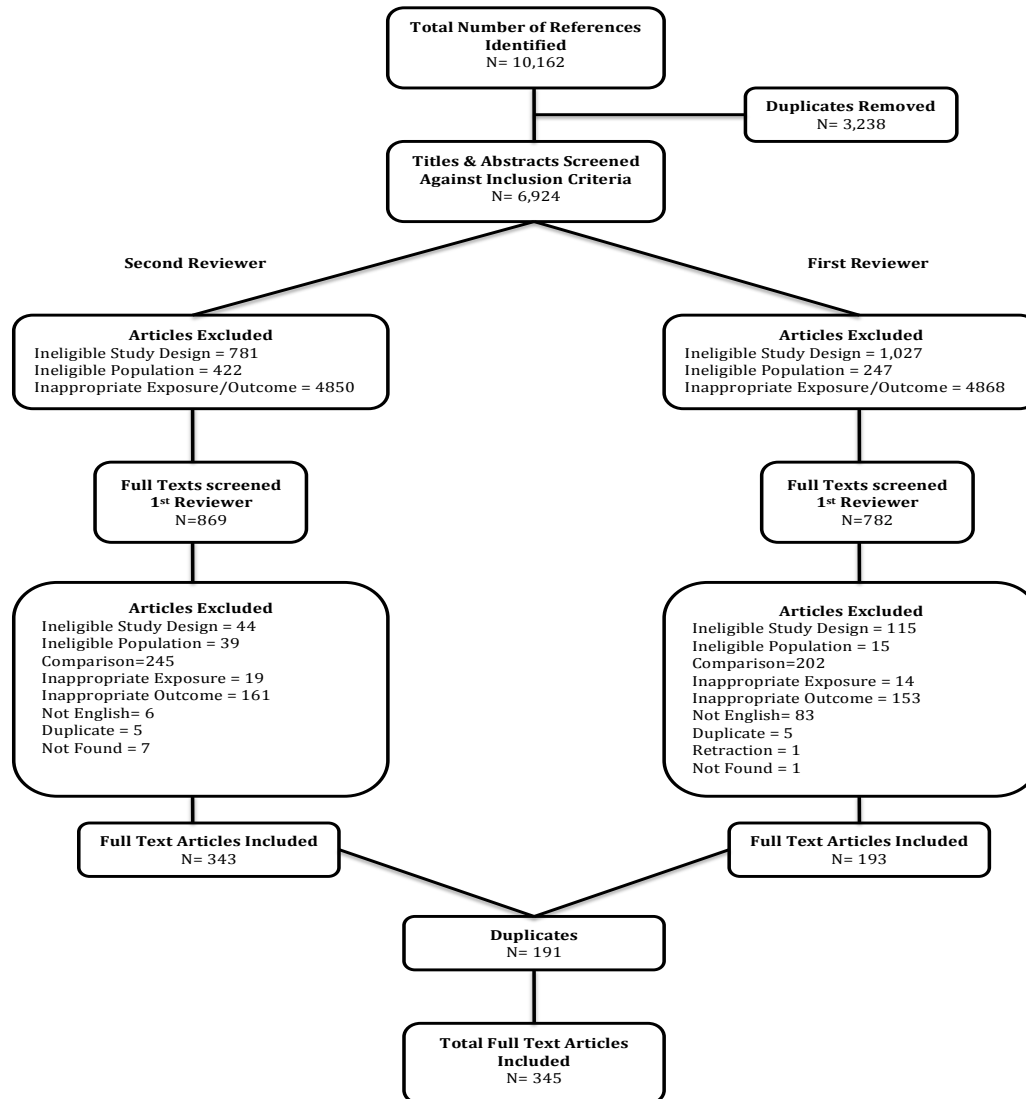 Total Number of References
Identified
N= 10,162
Duplicates Removed
N= 3,238
Titles & Abstracts Screened
Against Inclusion Criteria
N= 6,924
Second Reviewer
First Reviewer
Articles Excluded
Ineligible Study Design = 781
Ineligible Population = 422
Inappropriate Exposure/Outcome = 4850
Articles Excluded
Ineligible Study Design = 1,027
Ineligible Population = 247
Inappropriate Exposure/Outcome = 4868
Full Texts screened
1st Reviewer
N=869
Full Texts screened
1st Reviewer
N=782
Articles Excluded
Ineligible Study Design = 44
Ineligible Population = 39
Comparison=245
Inappropriate Exposure = 19
Inappropriate Outcome = 161
Not English= 6
Duplicate = 5
Not Found = 7
Articles Excluded
Ineligible Study Design = 115
Ineligible Population = 15
Comparison=202
Inappropriate Exposure = 14
Inappropriate Outcome = 153
Not English= 83
Duplicate = 5
Retraction = 1
Not Found = 1
Full Text Articles Included
N= 343
Full Text Articles Included
N= 193
Duplicates
N= 191
Total Full Text Articles
Included
N= 345